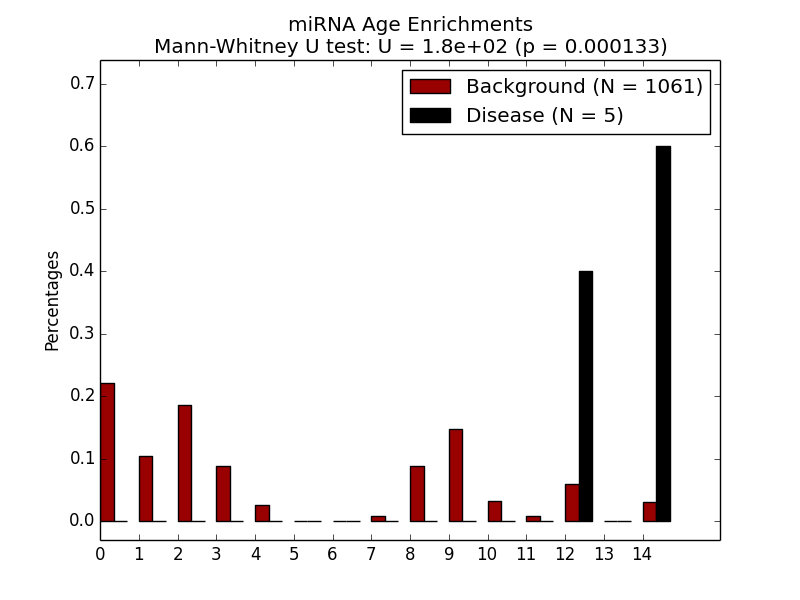 miRNA Age Enrichments
Mann-Whitney U test: U = 1.8e+02 (p = 0.000133)
Background (N = 1061)
Disease (N = 5)
Percentages
0.7
0.6
0.5
0.4
0.3
0.2
0.1
0.0
0 1 2 3 4 5 6 7 8 9 10 11 12 13 14